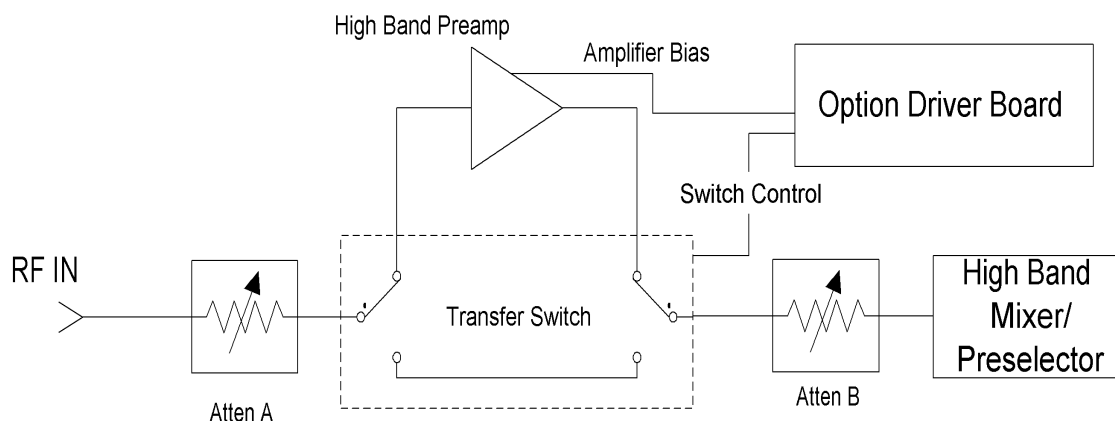 High Band Preamp
Amplifier Bias
Option Driver Board
Switch Control
RF IN
Transfer Switch
High Band
Mixer/
Preselector
Atten A
Atten B